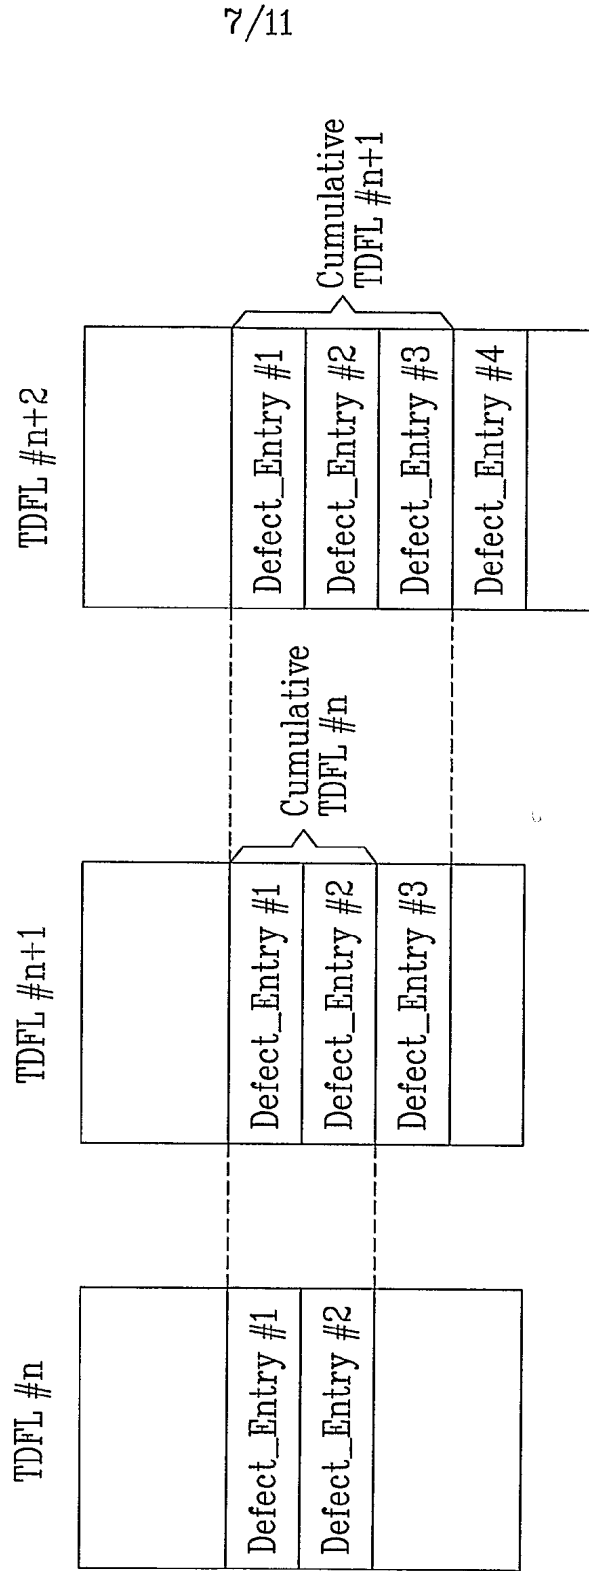 7/11
TDFL #n
Defect_Entry #1
Defect_Entry #2
TDFL #n+1
Defect_Entry #1
Defect_Entry #2
Defect_Entry #3
Cumulative
TDFL #n
TDFL #n+2
Defect_Entry #1
Defect_Entry #2
Defect_Entry #3
Defect_Entry #4
Cumulative
TDFL #n+1